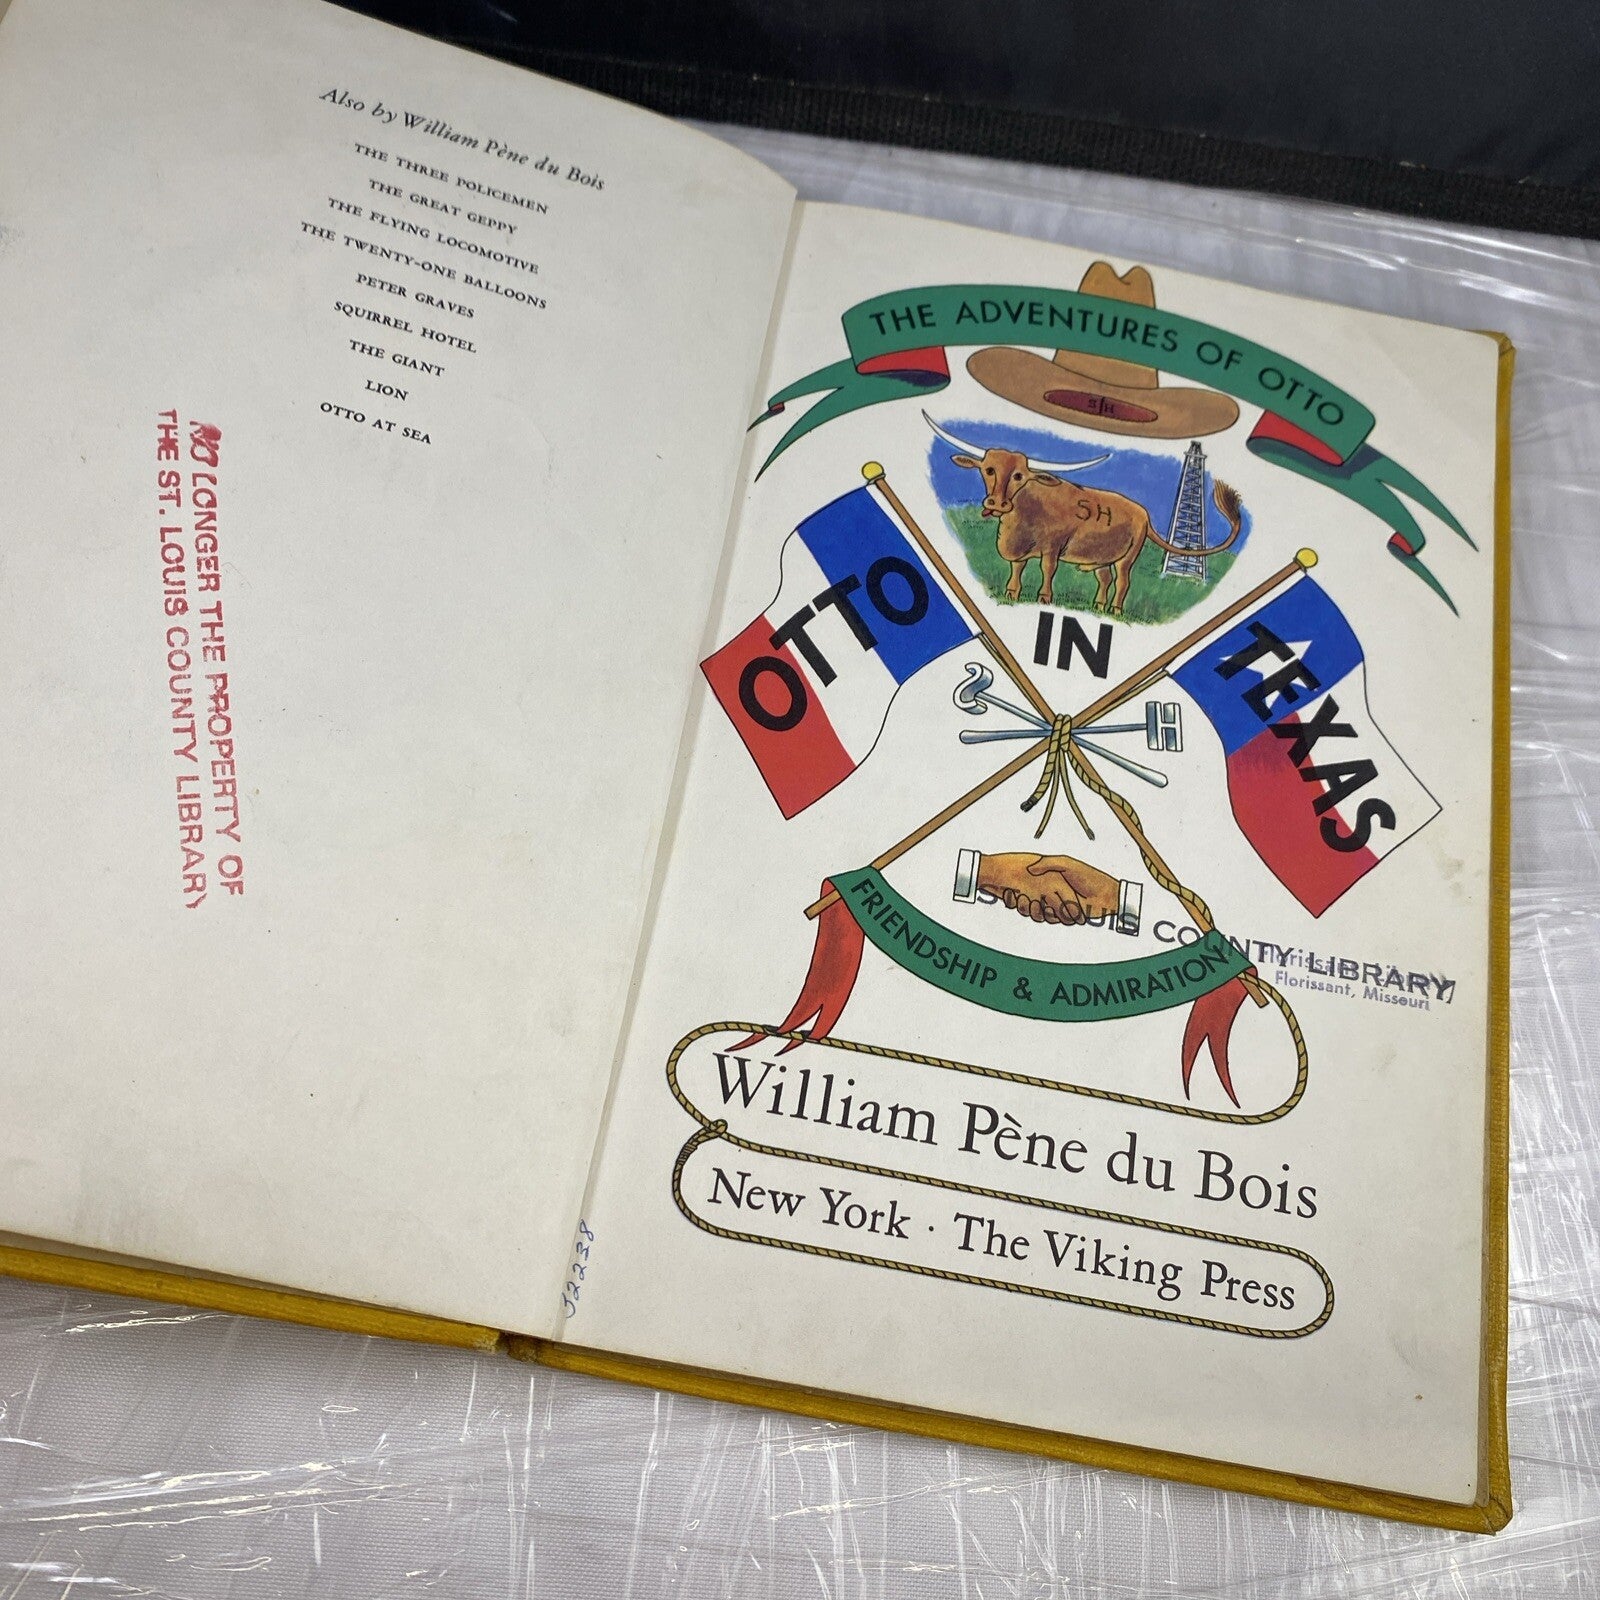 Also by William Pène du Bois
THE THREE POLICEMEN
THE GREAT GEPPY
THE FLYING LOCOMOTIVE
THE TWENTY-ONE BALLOONS
PETER GRAVES
SQUIRREL HOTEL
THE GIANT
LION
OTTO AT SEA
NO LONGER THE PROPERTY OF
THE ST. LOUIS COUNTY LIBRARY
32238
THE ADVENTURES OF OTTO
S H
SH
OTTO
IN
TEXAS
H
ST. LOUIS COUNTY LIBRARY
Florissant, Missouri
FRIENDSHIP & ADMIRATION
William Pène du Bois
New York · The Viking Press